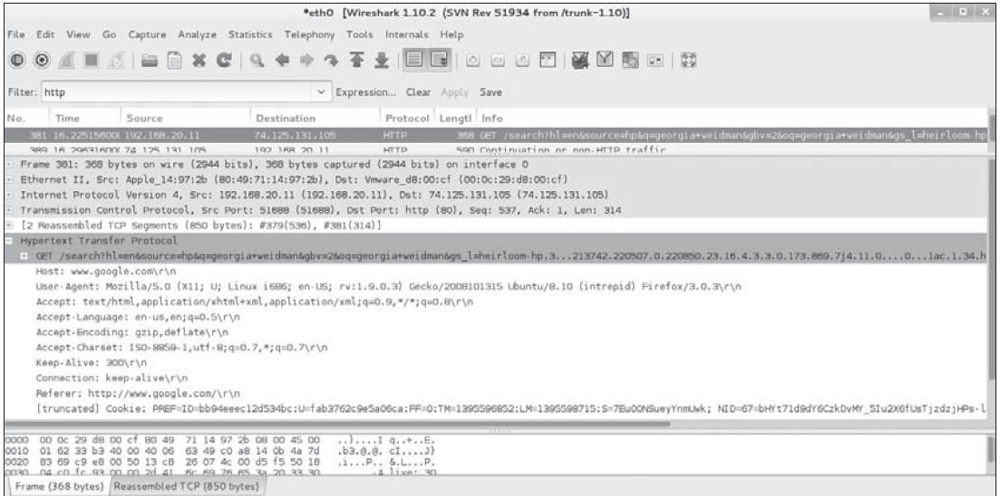 *eth0 [Wireshark 1.10.2 (SVN Rev 51934 from /trunk-1.10)]
File Edit View Go Capture Analyze Statistics Telephony Tools Internals Help
Filter: http Expression... Clear Apply Save
No. Time Source Destination Protocol Lengtl Info
381 16.22515600( 192.168.20.11 74.125.131.105 HTTP 368 GET /search?hl=en&source=hp&q=georgia+weidman&gbv=2&oq=georgia+weidman&gs_l=heirloom-hp
389 16.29631600( 74.125.131.105 192.168.20.11 HTTP 590 Continuation or non-HTTP traffic
Frame 381: 368 bytes on wire (2944 bits), 368 bytes captured (2944 bits) on interface 0
Ethernet II, Src: Apple_14:97:2b (80:49:71:14:97:2b), Dst: Vmware_d8:00:cf (00:0c:29:d8:00:cf)
Internet Protocol Version 4, Src: 192.168.20.11 (192.168.20.11), Dst: 74.125.131.105 (74.125.131.105)
Transmission Control Protocol, Src Port: 51688 (51688), Dst Port: http (80), Seq: 537, Ack: 1, Len: 314
[2 Reassembled TCP Segments (850 bytes): #379(536), #381(314)]
Hypertext Transfer Protocol
GET /search?hl=en&source=hp&q=georgia+weidman&gbv=2&oq=georgia+weidman&gs_l=heirloom-hp.3...213742.220507.0.220850.23.16.4.3.3.0.173.869.7j4.11.0....0...1ac.1.34.h
Host: www.google.com\r\n
User-Agent: Mozilla/5.0 (X11; U; Linux i686; en-US; rv:1.9.0.3) Gecko/2008101315 Ubuntu/8.10 (intrepid) Firefox/3.0.3\r\n
Accept: text/html,application/xhtml+xml,application/xml;q=0.9,*/*;q=0.8\r\n
Accept-Language: en-us,en;q=0.5\r\n
Accept-Encoding: gzip,deflate\r\n
Accept-Charset: ISO-8859-1,utf-8;q=0.7,*;q=0.7\r\n
Keep-Alive: 300\r\n
Connection: keep-alive\r\n
Referer: http://www.google.com/\r\n
[truncated] Cookie: PREF=ID=bb94eeec12d534bc:U=fab3762c9e5a06ca:FF=0:TM=1395596852:LM=1395598715:S=7Eu00NSueyYnmUwk; NID=67=bHYt71d9dY6CzkDvMY_5Iu2X6fUsTjzdzjHPs-l
0000 00 0c 29 d8 00 cf 80 49 71 14 97 2b 08 00 45 00 ..)....I q..+..E.
0010 01 62 33 b3 40 00 40 06 63 49 c0 a8 14 0b 4a 7d .b3.@.@. cI....J}
0020 83 69 c9 e8 00 50 13 c8 26 07 4c 00 d5 f5 50 18 .i...P.. &.L...P.
0030 04 c0 fc 93 00 00 2d 41 6c 69 76 65 3a 20 33 30 ......-A live: 30
Frame (368 bytes) Reassembled TCP (850 bytes)